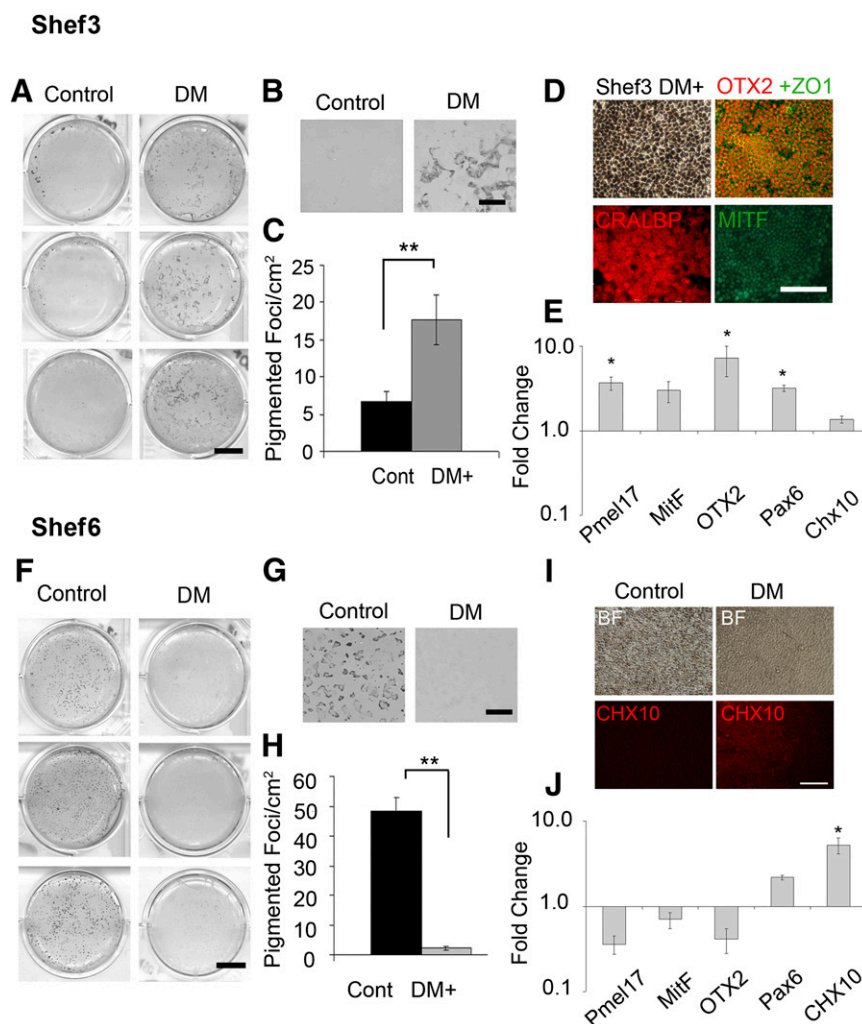 Shef3
A
Control DM
B
Control DM
C
Pigmented Foci/cm²
25
20
15
10
5
0
**
Cont DM+
D
Shef3 DM+ OTX2 +ZO1
CRALBP MITF
E
Fold Change
10.0
1.0
0.1
*
*
*
Pmel17 MitF OTX2 Pax6 Chx10
Shef6
F
Control DM
G
Control DM
H
Pigmented Foci/cm²
60
50
40
30
20
10
0
**
Cont DM+
I
Control DM
BF BF
CHX10 CHX10
J
Fold Change
10.0
1.0
0.1
*
Pmel17 MitF OTX2 Pax6 CHX10